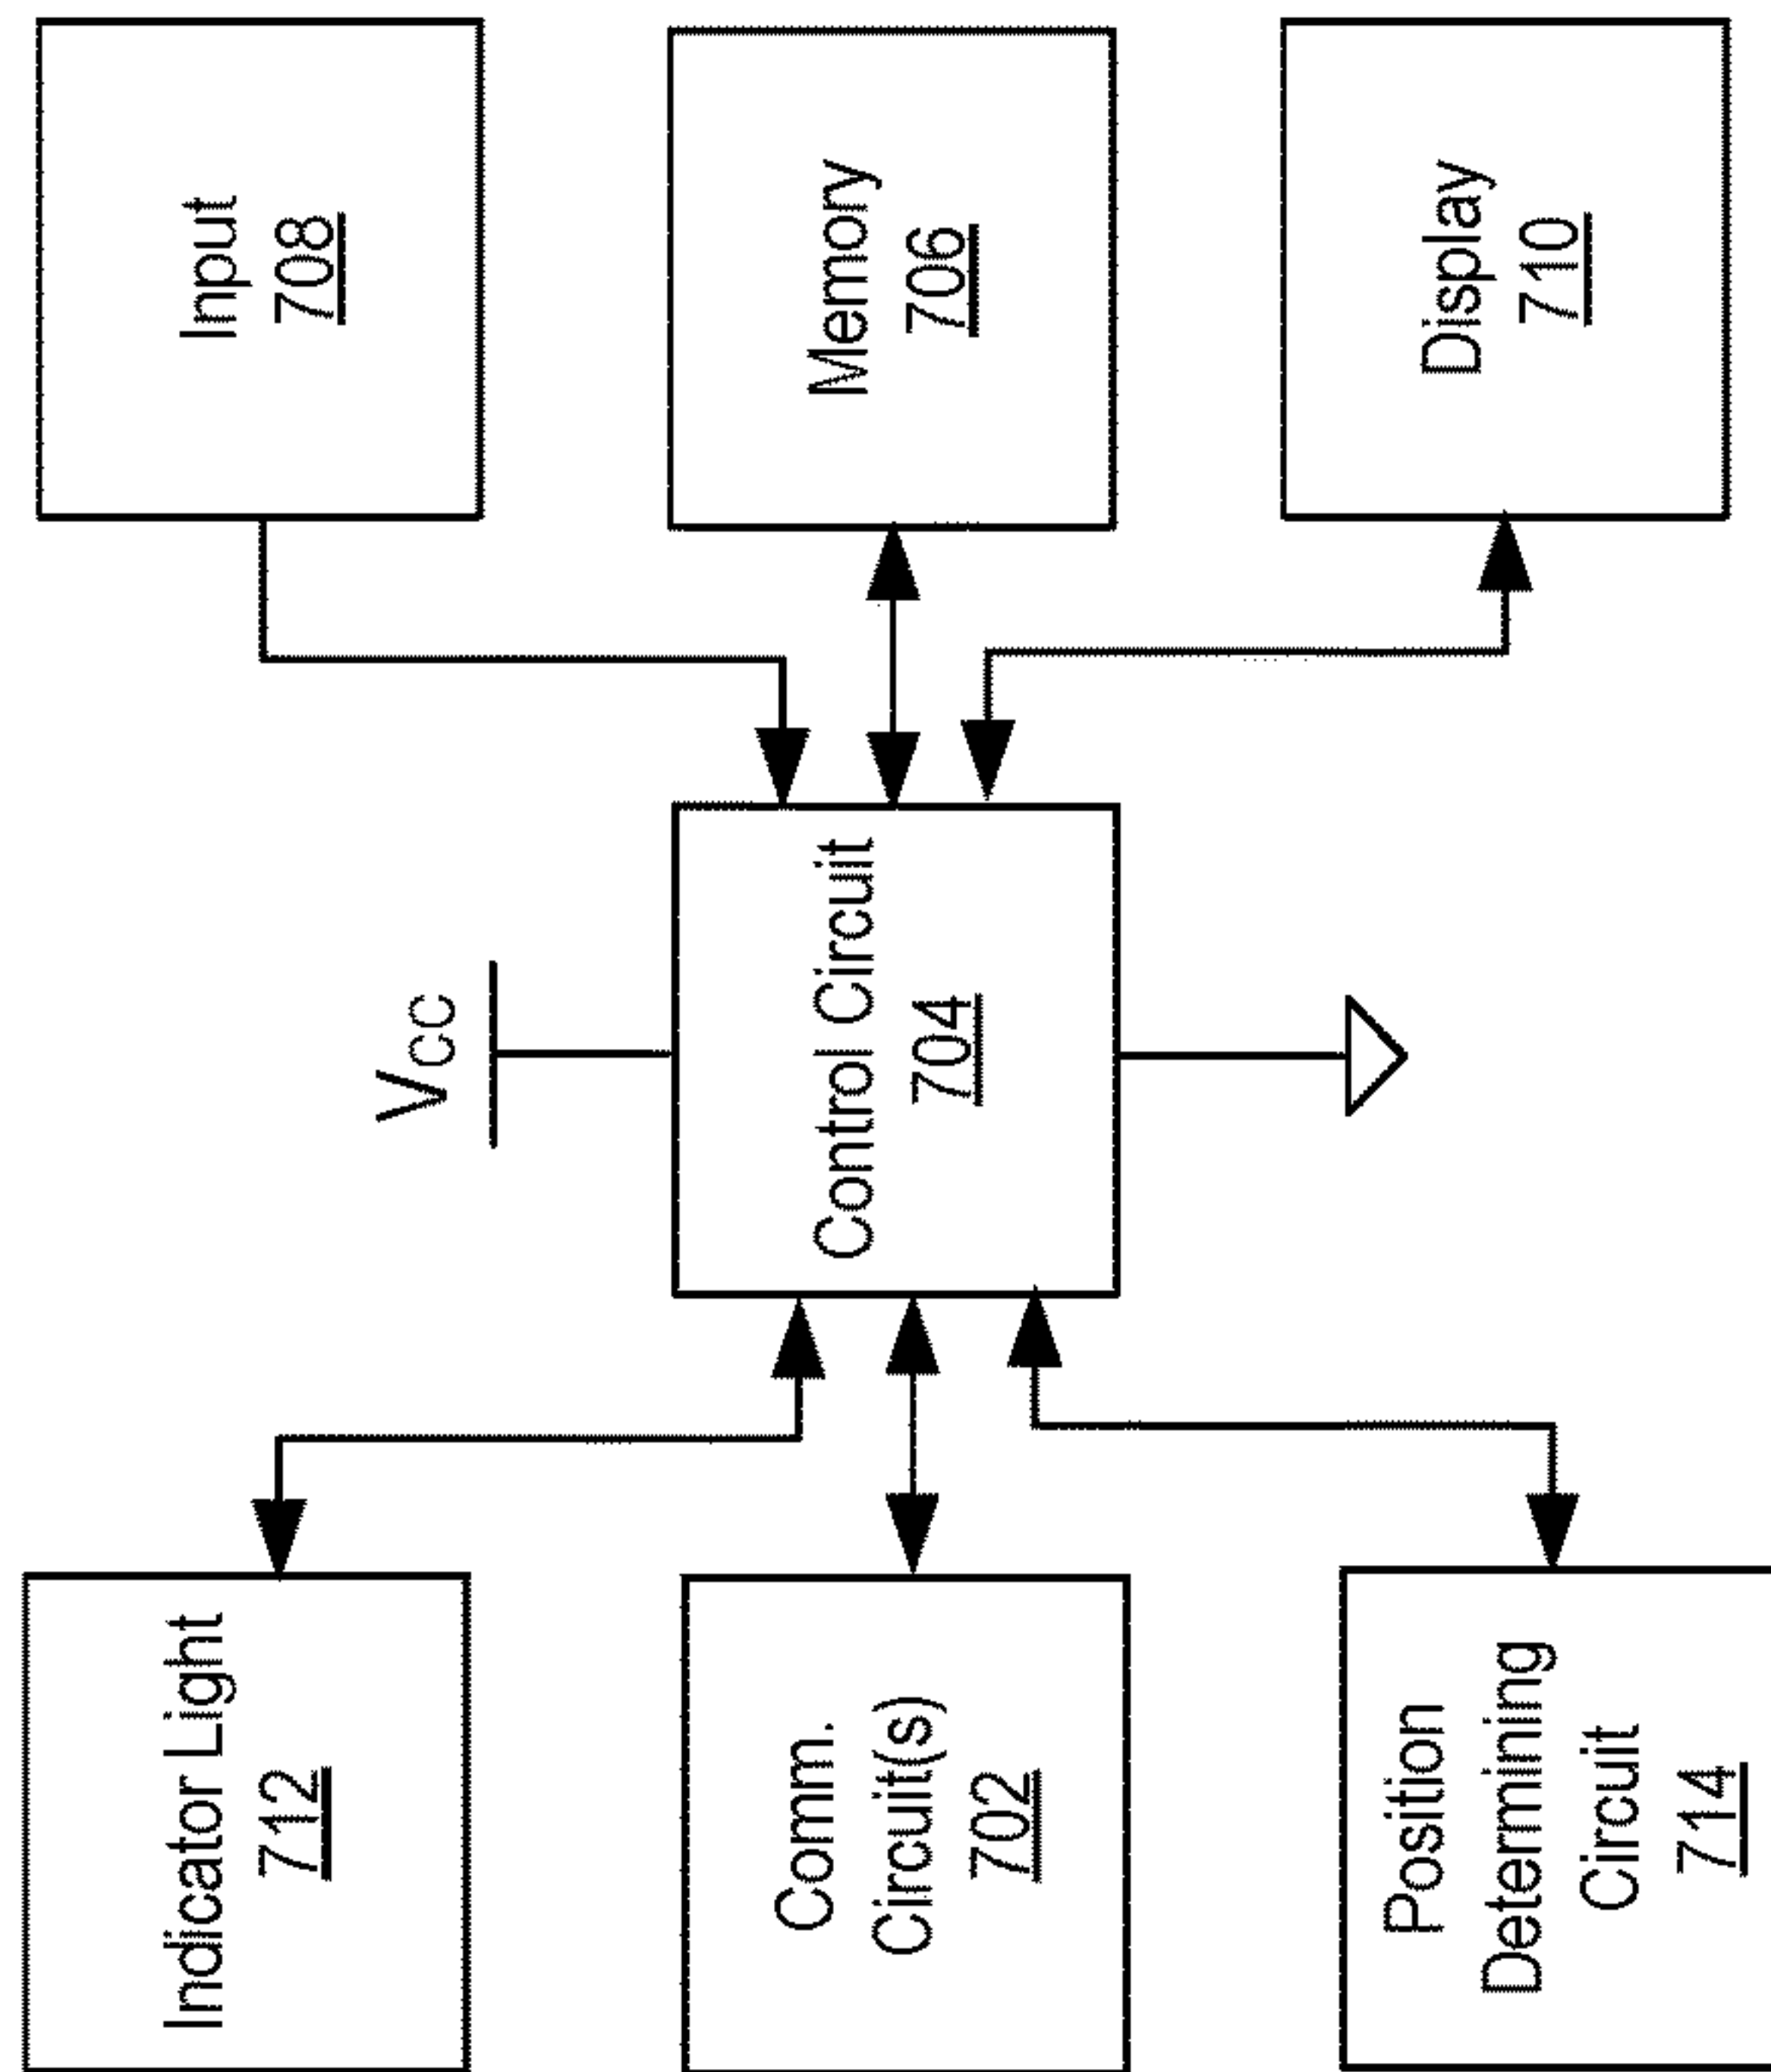 Indicator Light
712
Comm.
Circuit(s)
702
Position
Determining
Circuit
714
VCC
Control Circuit
704
Input
708
Memory
706
Display
710